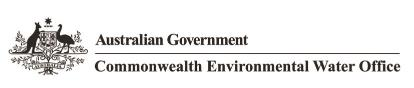 Australian Government
Commonwealth Environmental Water Office